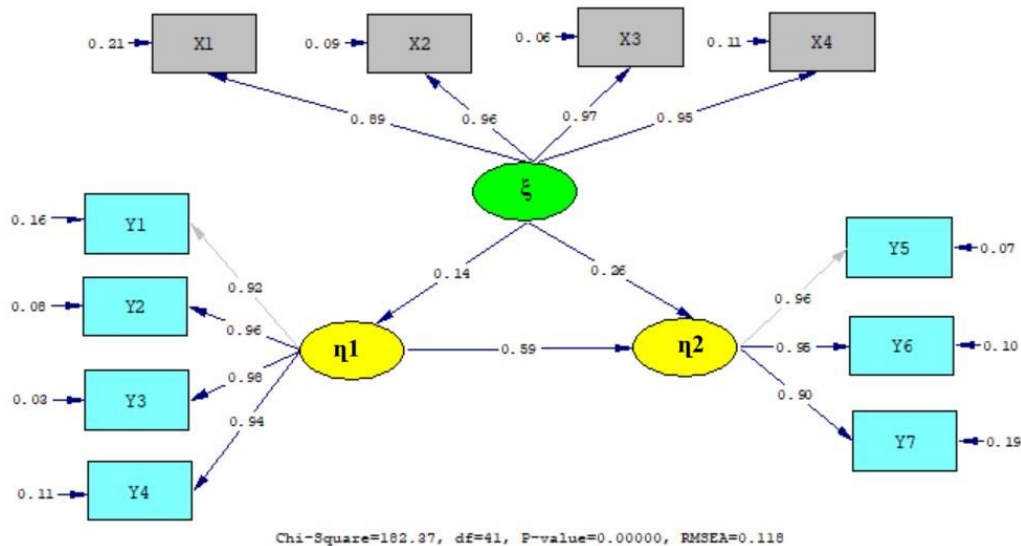 0.21 X1
0.09 X2
0.06 X3
0.11 X4
0.89
0.96
0.97
0.95
ξ
0.16 Y1
0.08 Y2
0.03 Y3
0.11 Y4
0.92
0.96
0.98
0.94
0.14
0.26
η1
0.59
η2
0.96
0.95
0.90
Y5 0.07
Y6 0.10
Y7 0.19
Chi-Square=182.37, df=41, P-value=0.00000, RMSEA=0.118